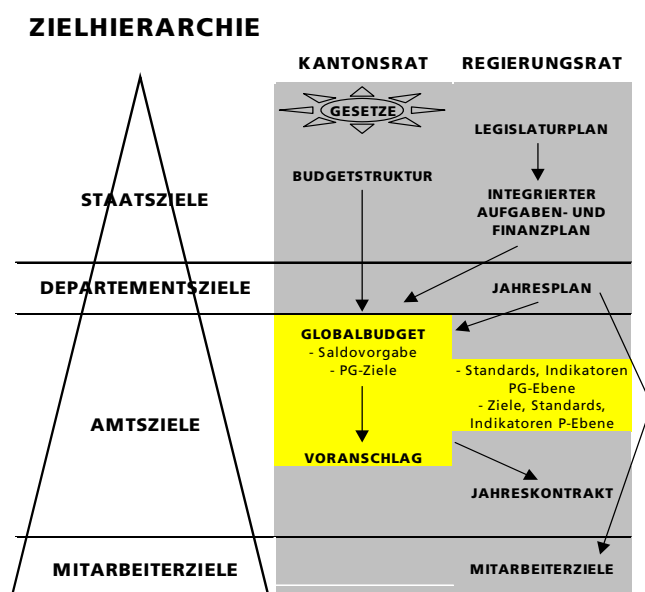 ZIELHIERARCHIE
KANTONSRAT
REGIERUNGSRAT
GESETZE
LEGISLATURPLAN
BUDGETSTRUKTUR
STAATSZIELE
INTEGRIERTER
AUFGABEN- UND
FINANZPLAN
DEPARTEMENTSZIELE
JAHRESPLAN
GLOBALBUDGET
- Saldovorgabe
- PG-Ziele
- Standards, Indikatoren
PG-Ebene
- Ziele, Standards,
Indikatoren P-Ebene
AMTSZIELE
VORANSCHLAG
JAHRESKONTRAKT
MITARBEITERZIELE
MITARBEITERZIELE